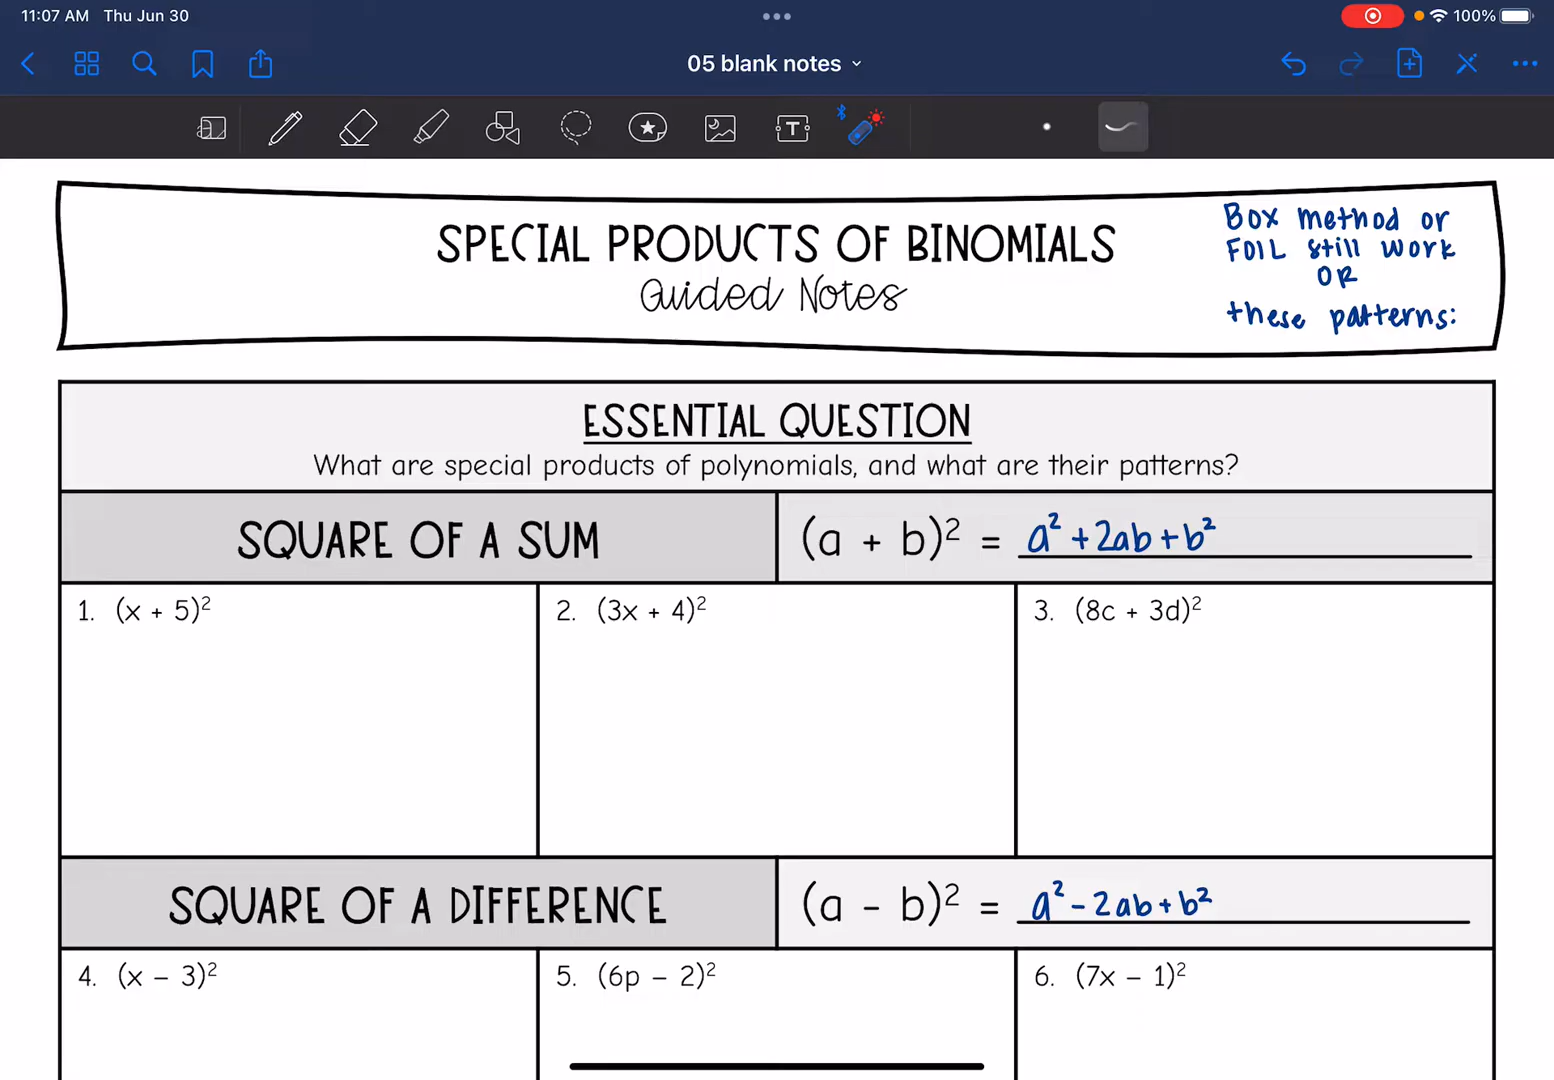 11:07 AM Thu Jun 30
100%
05 blank notes
T
SPECIAL PRODUCTS OF BINOMIALS
Guided Notes
Box method or
FOIL still work
OR
these patterns:
ESSENTIAL QUESTION
What are special products of polynomials, and what are their patterns?
SQUARE OF A SUM
(a + b)² = a² + 2ab + b²
1. (x + 5)²
2. (3x + 4)²
3. (8c + 3d)²
SQUARE OF A DIFFERENCE
(a - b)² = a² - 2ab + b²
4. (x – 3)²
5. (6p – 2)²
6. (7x – 1)²